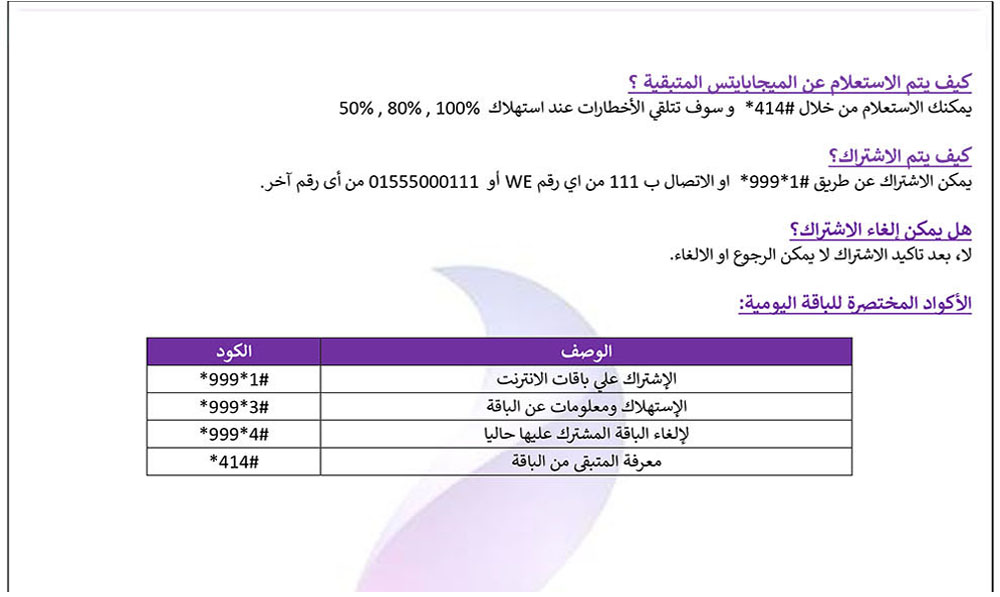 كيف يتم الاستعلام عن الميجابايتس المتبقية ؟
يمكنك الاستعلام من خلال #414* و سوف تتلقي الأخطارات عند استهلاك 50% , 80% , 100%
كيف يتم الاشتراك؟
يمكن الاشتراك عن طريق #1*999* او الاتصال ب 111 من اي رقم WE أو 01555000111 من أى رقم آخر.
هل يمكن إلغاء الاشتراك؟
لا، بعد تاكيد الاشتراك لا يمكن الرجوع او الالغاء.
الأكواد المختصرة للباقة اليومية:
الوصف الكود
الإشتراك علي باقات الانترنت *999*1#
الإستهلاك ومعلومات عن الباقة *999*3#
لإلغاء الباقة المشترك عليها حاليا *999*4#
معرفة المتبقى من الباقة *414#